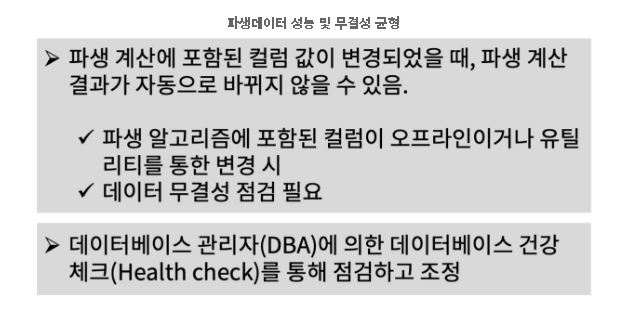 파생데이터 성능 및 무결성 균형
➤ 파생 계산에 포함된 컬럼 값이 변경되었을 때, 파생 계산
결과가 자동으로 바뀌지 않을 수 있음.
✓ 파생 알고리즘에 포함된 컬럼이 오프라인이거나 유틸
리티를 통한 변경 시
✓ 데이터 무결성 점검 필요
➤ 데이터베이스 관리자(DBA)에 의한 데이터베이스 건강
체크(Health check)를 통해 점검하고 조정